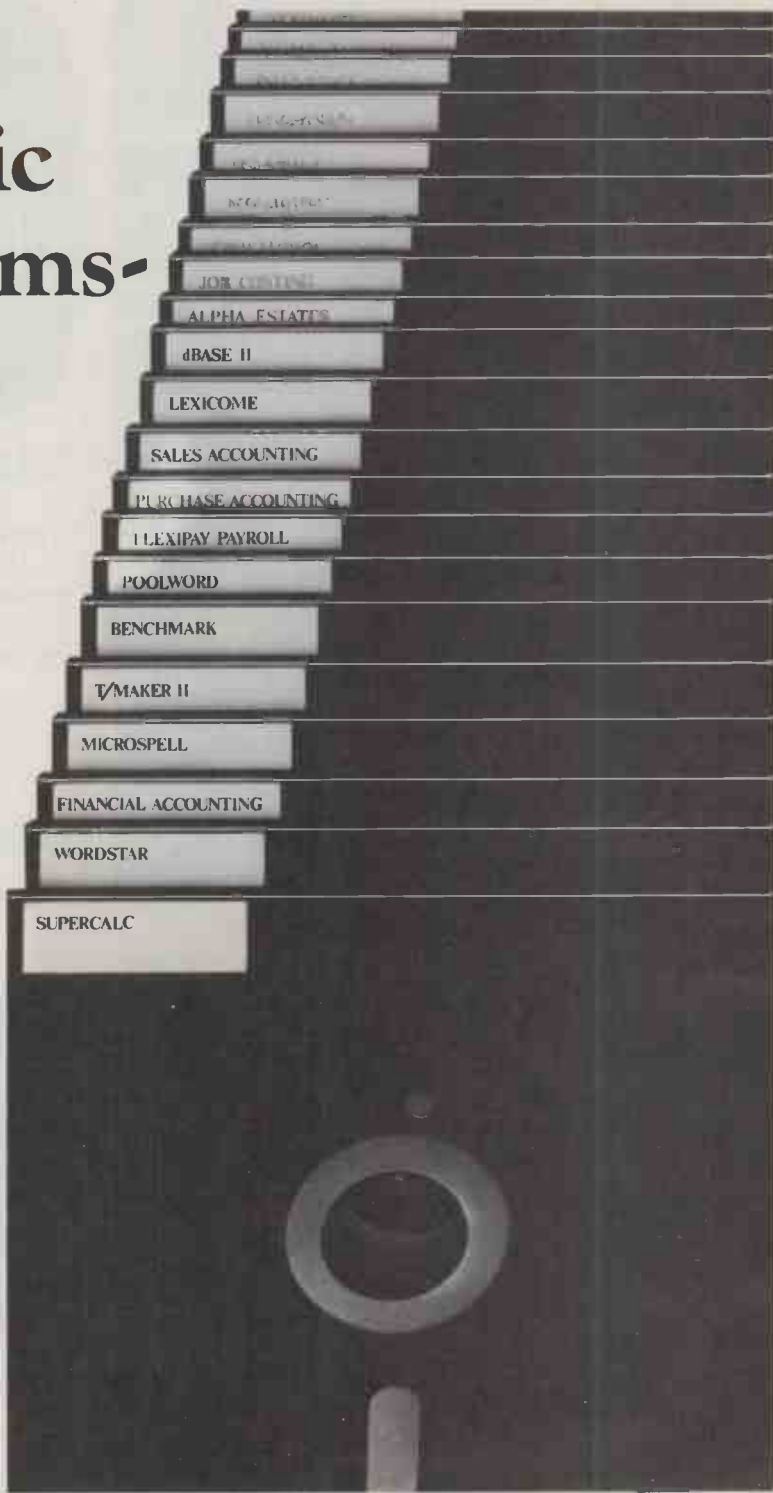 ic
ms-
JOB COSTING
ALPHA ESTATES
dBASE II
LEXICOME
SALES ACCOUNTING
PURCHASE ACCOUNTING
FLEXIPAY PAYROLL
POOLWORD
BENCHMARK
T/MAKER II
MICROSPELL
FINANCIAL ACCOUNTING
WORDSTAR
SUPERCALC